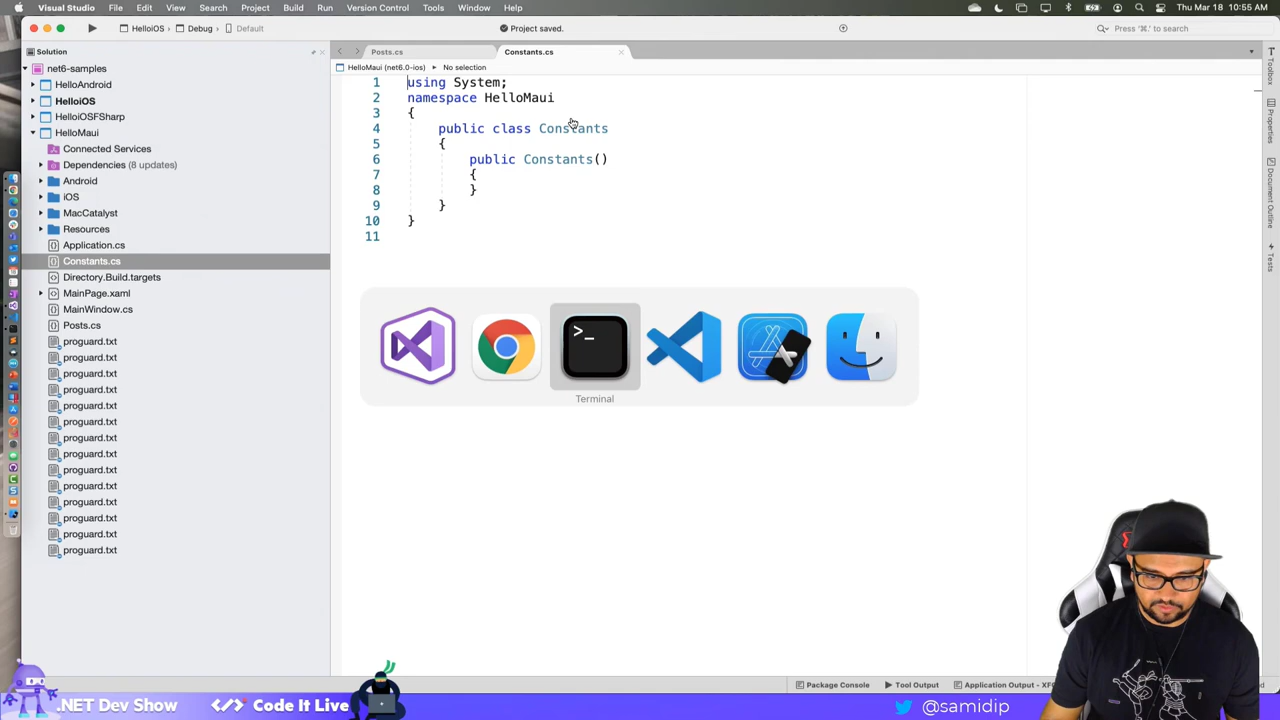 Visual Studio File Edit View Search Project Build Run Version Control Tools Window Help
Thu Mar 18 10:55 AM
HelloiOS Debug Default
Project saved.
Press '⌘.' to search
Solution
net6-samples
HelloAndroid
HelloiOS
HelloiOSFSharp
HelloMaui
Connected Services
Dependencies (8 updates)
Android
iOS
MacCatalyst
Resources
Application.cs
Constants.cs
Directory.Build.targets
MainPage.xaml
MainWindow.cs
Posts.cs
proguard.txt
proguard.txt
proguard.txt
proguard.txt
proguard.txt
proguard.txt
proguard.txt
proguard.txt
proguard.txt
proguard.txt
proguard.txt
proguard.txt
proguard.txt
proguard.txt
Posts.cs Constants.cs
HelloMaui (net6.0-ios) No selection
1 using System;
2 namespace HelloMaui
3 {
4 public class Constants
5 {
6 public Constants()
7 {
8 }
9 }
10 }
11
>_
Terminal
Toolbox
Properties
Document Outline
Tests
Package Console Tool Output Application Output - XFC
.NET Dev Show </> Code It Live
@samidip